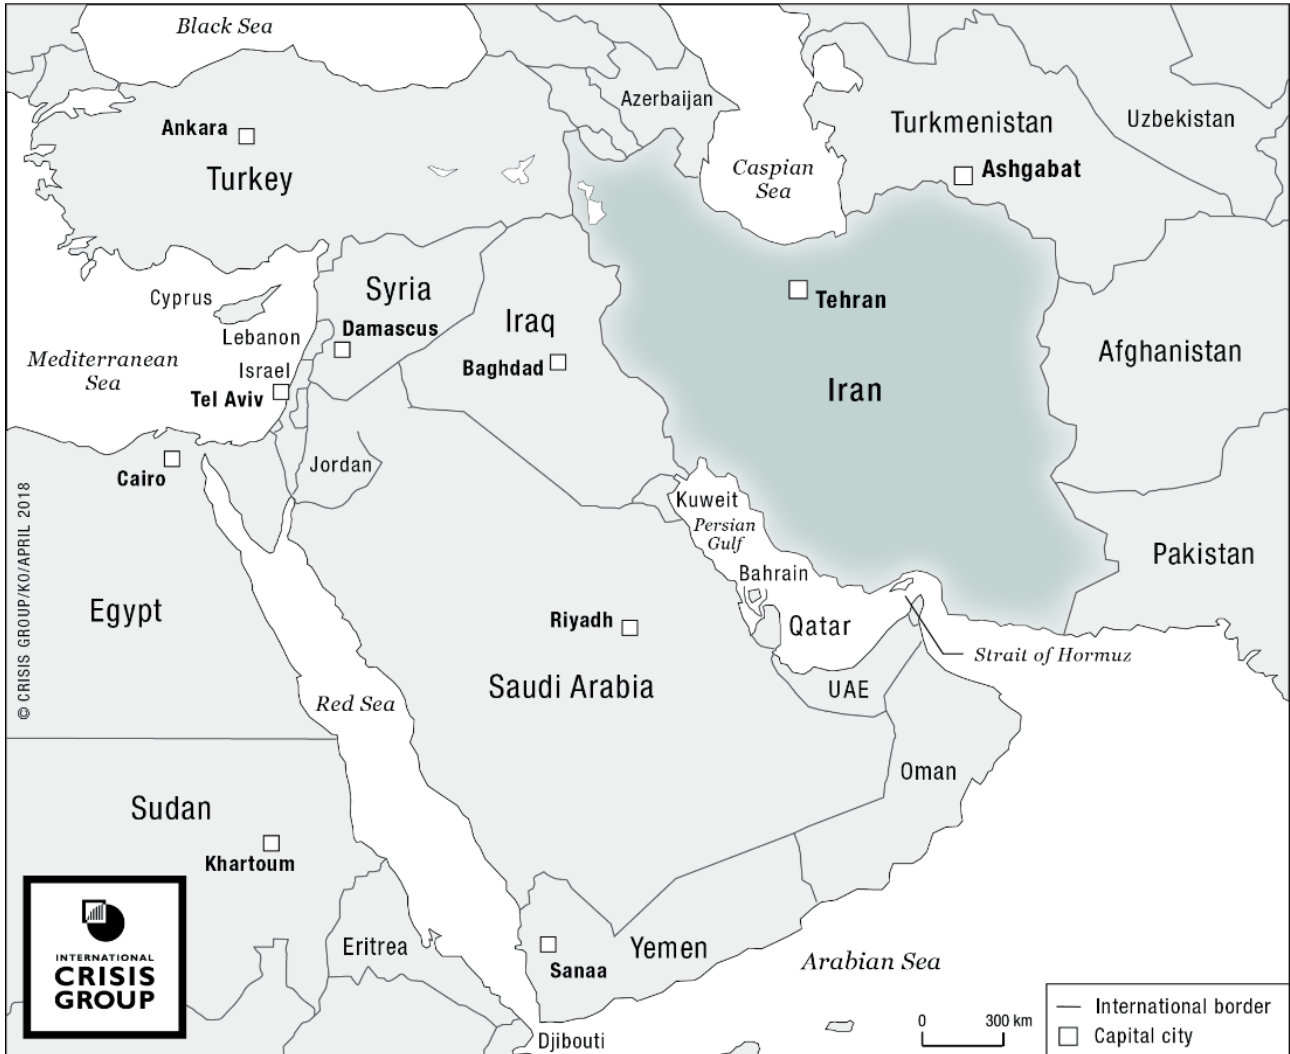 Black Sea
Azerbaijan
Turkmenistan
Uzbekistan
Ankara
Turkey
Caspian
Sea
Ashgabat
Cyprus
Syria
Tehran
Lebanon
Damascus
Iraq
Mediterranean
Sea
Israel
Baghdad
Afghanistan
Tel Aviv
Iran
Cairo
Jordan
Kuweit
Persian
Gulf
Pakistan
Bahrain
Egypt
Riyadh
Qatar
Strait of Hormuz
Saudi Arabia
UAE
Red Sea
© CRISIS GROUP/KO/APRIL 2018
Oman
Sudan
Khartoum
Eritrea
Yemen
Sanaa
Arabian Sea
Djibouti
INTERNATIONAL
CRISIS
GROUP
0 300 km
International border
Capital city